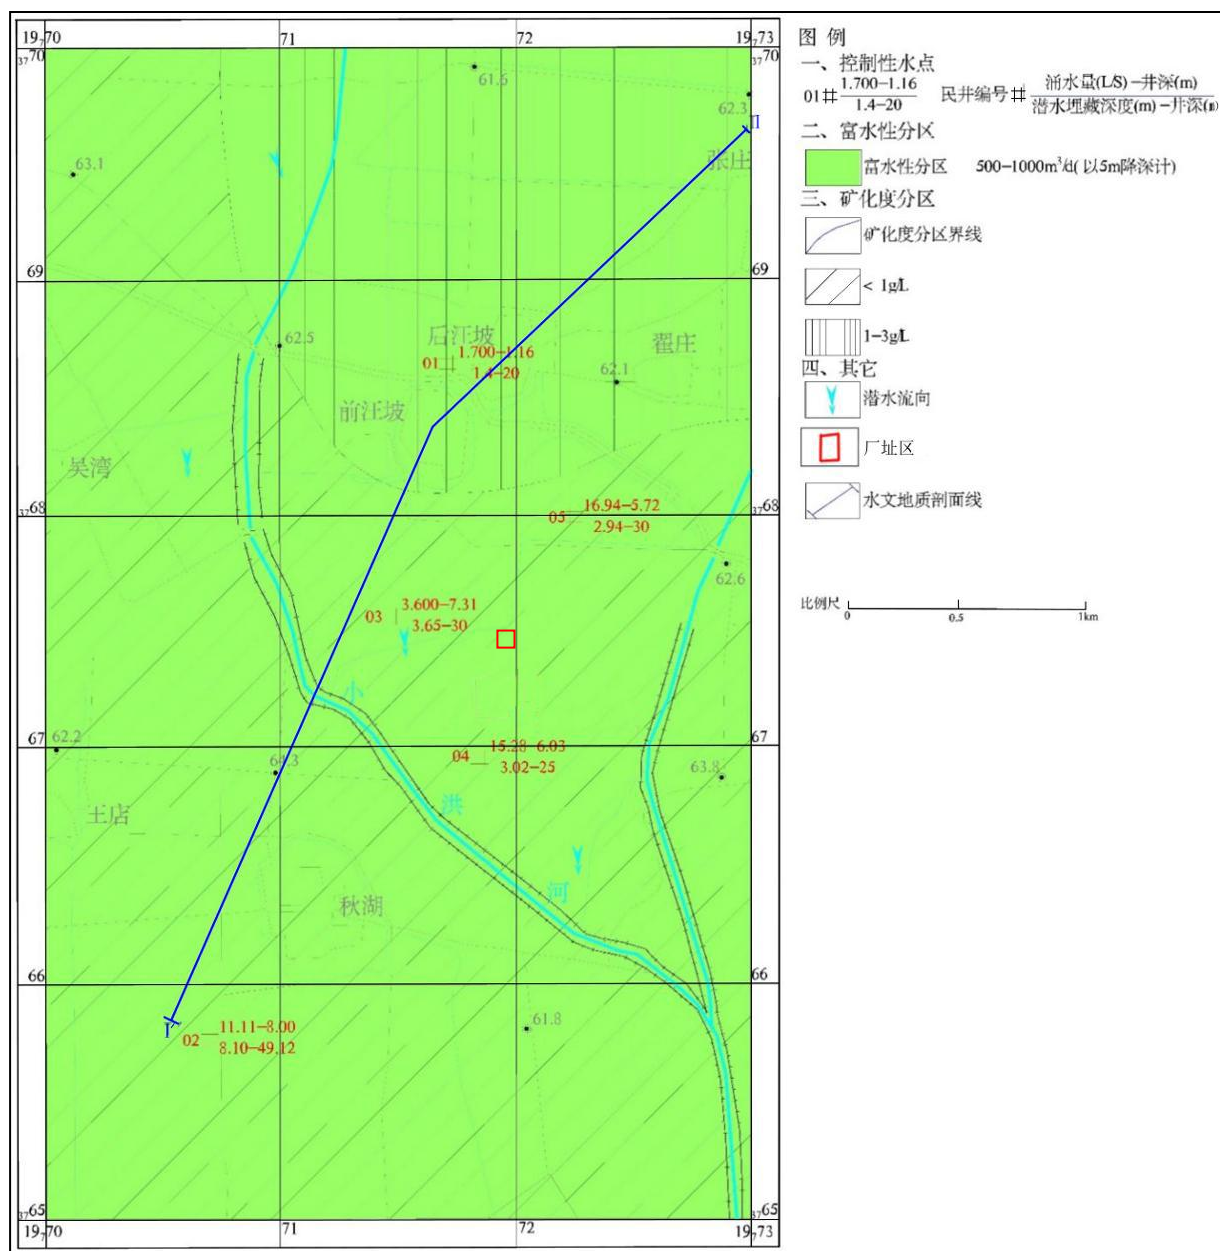 19770 71 72 19773
3770 3770
61.6
62.3
Π
张庄
63.1
69 69
62.5
后汪坡
翟庄
01 1.700-1.16
1.4-20
62.1
前汪坡
吴湾
3768 3768
05 16.94-5.72
2.94-30
62.6
03 3.600-7.31
3.65-30
小
62.2
67 67
04 15.28-6.03
3.02-25
64.3
63.8
王店
洪
河
秋湖
66 66
I'
02 11.11-8.00
8.10-49.12
61.8
3765 3765
19770 71 72 19773
图 例
一、控制性水点
01# 1.700-1.16
1.4-20
民井编号# 涌水量(L/S)-井深(m)
潜水埋藏深度(m)-井深(m)
二、富水性分区
富水性分区 500-1000m³/d(以5m降深计)
三、矿化度分区
矿化度分区界线
< 1g/L
1-3g/L
四、其它
潜水流向
厂址区
水文地质剖面线
比例尺 0 0.5 1km